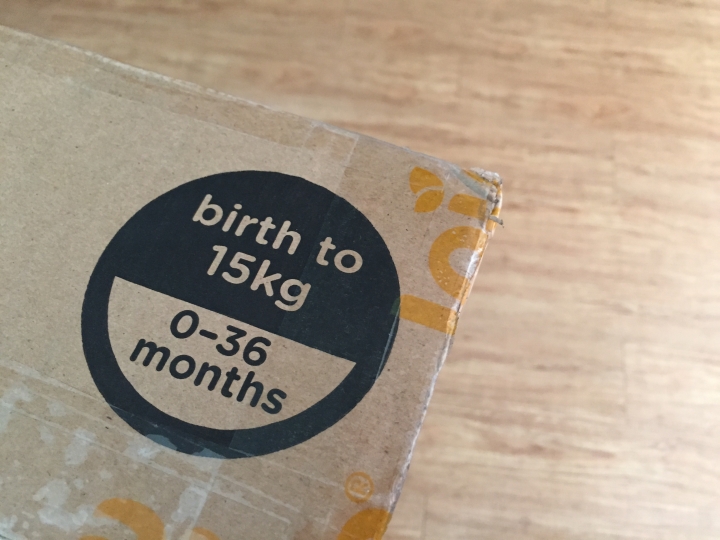 birth to
15kg
0-36
months